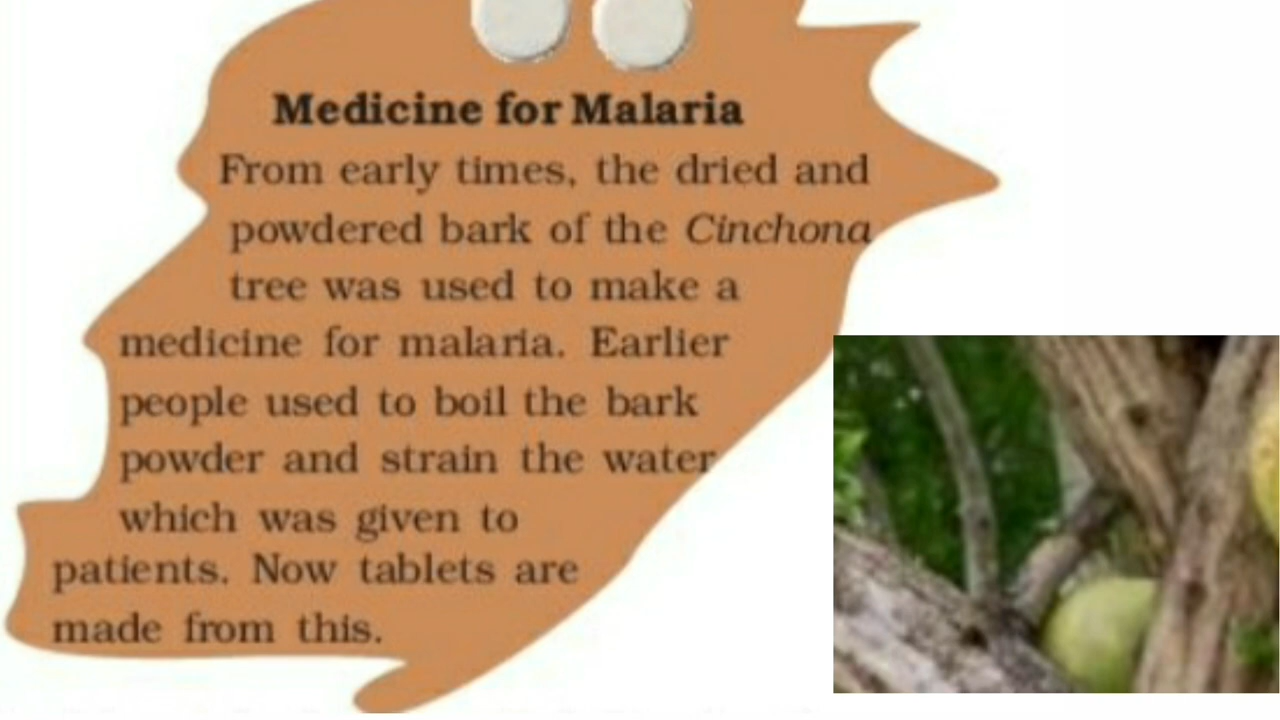 Medicine for Malaria
From early times, the dried and
powdered bark of the Cinchona
tree was used to make a
medicine for malaria. Earlier
people used to boil the bark
powder and strain the water
which was given to
patients. Now tablets are
made from this.